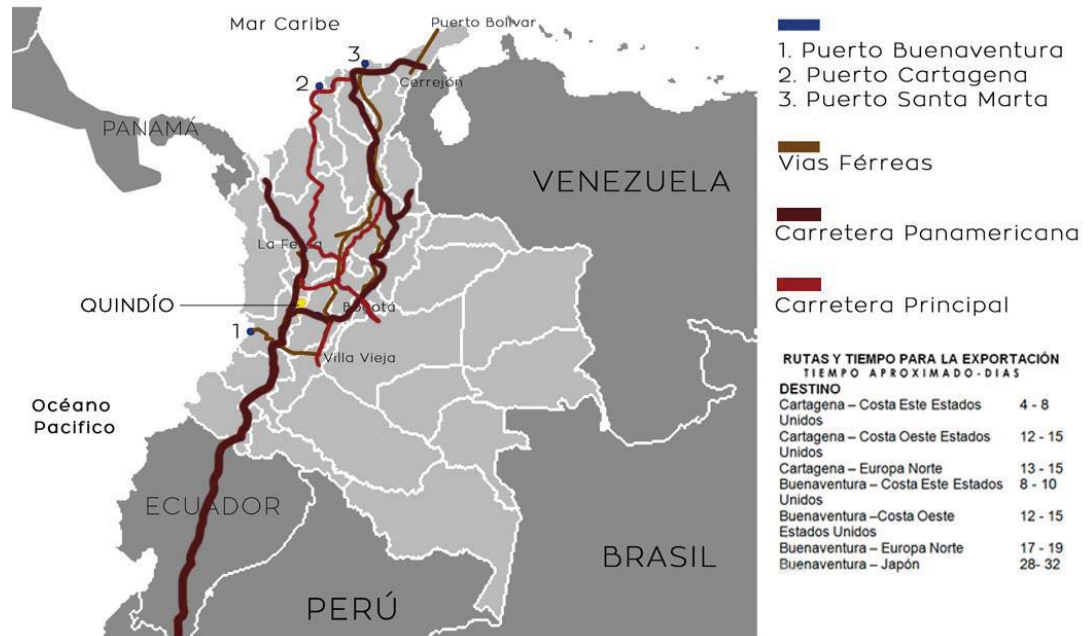 Puerto Bolivar
Mar Caribe
3
2
Cerrejón
PANAMÁ
VENEZUELA
QUINDÍO
Bogotá
1
Villa Vieja
Océano
Pacifico
ECUADOR
BRASIL
PERÚ
1. Puerto Buenaventura
2. Puerto Cartagena
3. Puerto Santa Marta
Vias Férreas
Carretera Panamericana
Carretera Principal
RUTAS Y TIEMPO PARA LA EXPORTACIÓN
TIEMPO APROXIMADO-DIAS
DESTINO
Cartagena – Costa Este Estados 4 - 8
Unidos
Cartagena – Costa Oeste Estados 12 - 15
Unidos
Cartagena – Europa Norte 13 - 15
Buenaventura – Costa Este Estados 8 - 10
Unidos
Buenaventura –Costa Oeste 12 - 15
Estados Unidos
Buenaventura – Europa Norte 17 - 19
Buenaventura – Japón 28- 32